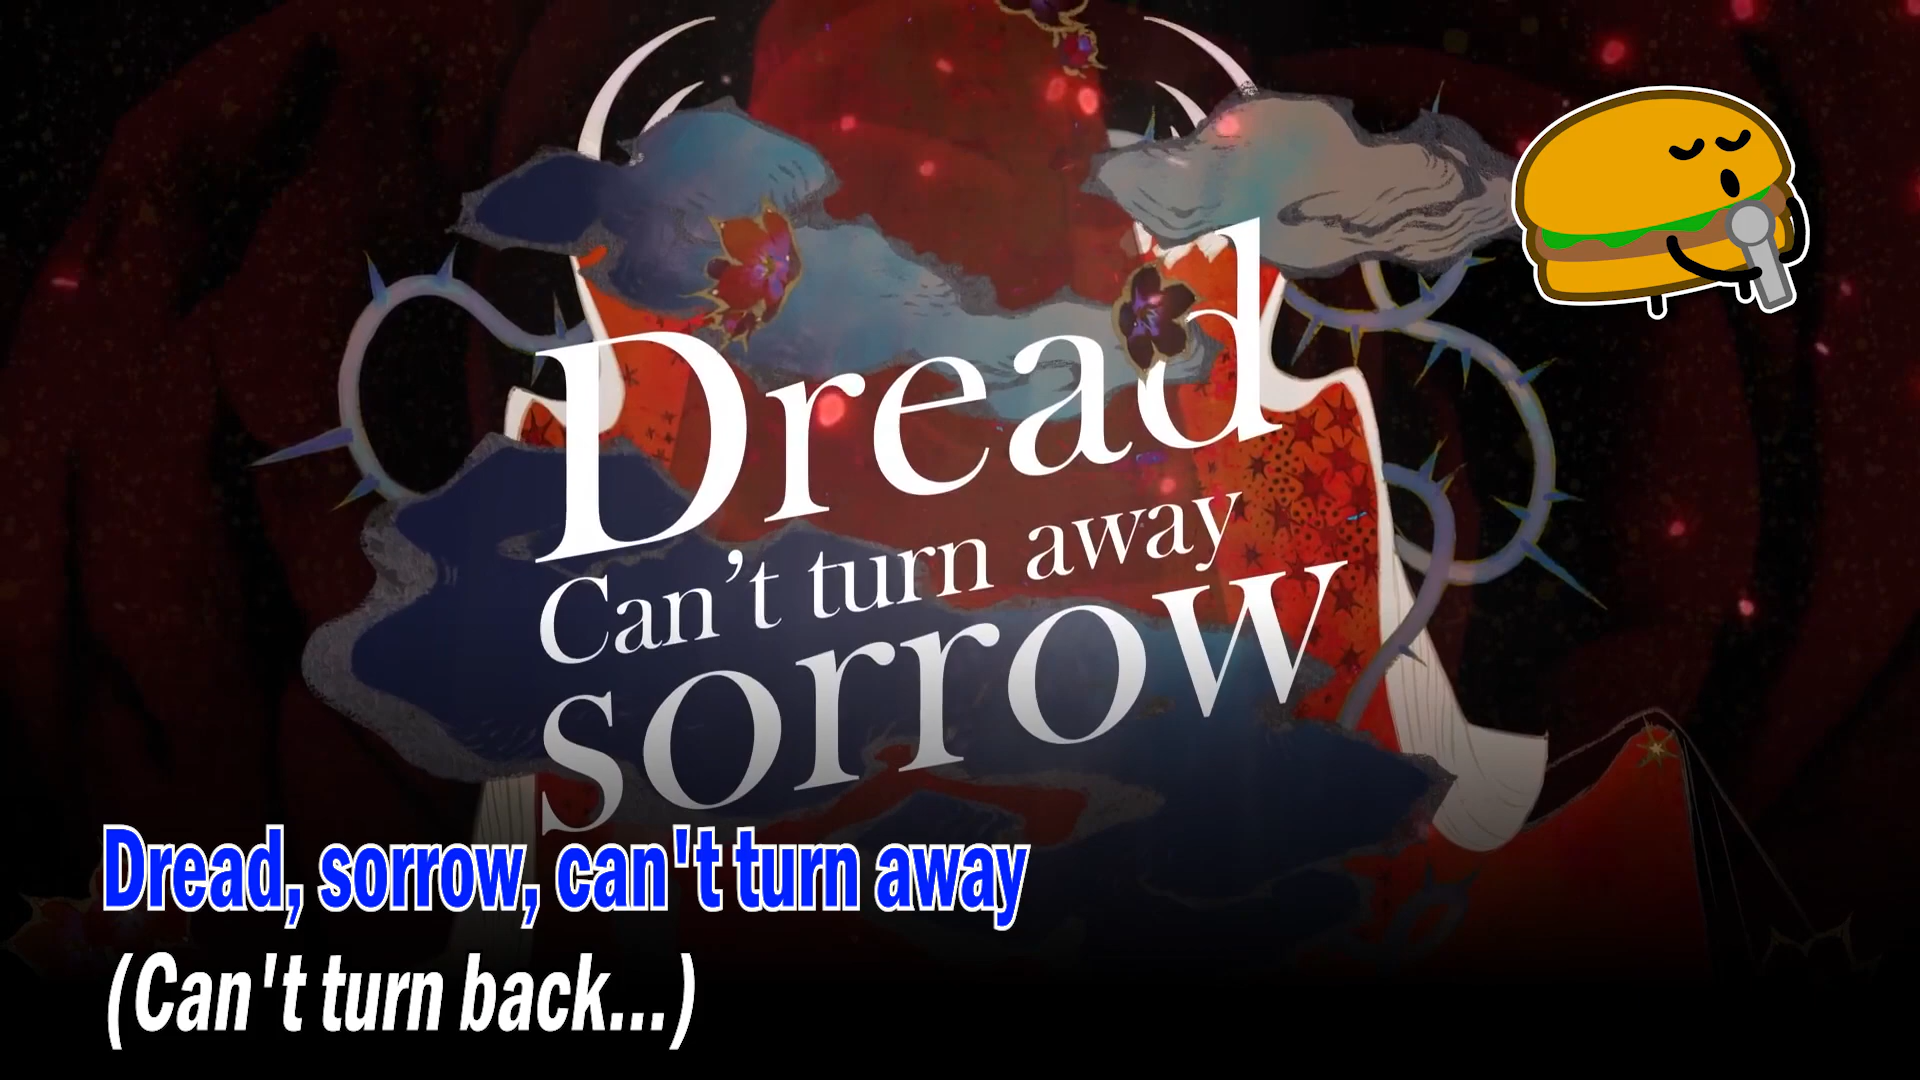 Dread
Can't turn away
sorrow
Dread, sorrow, can't turn away
(Can't turn back...)